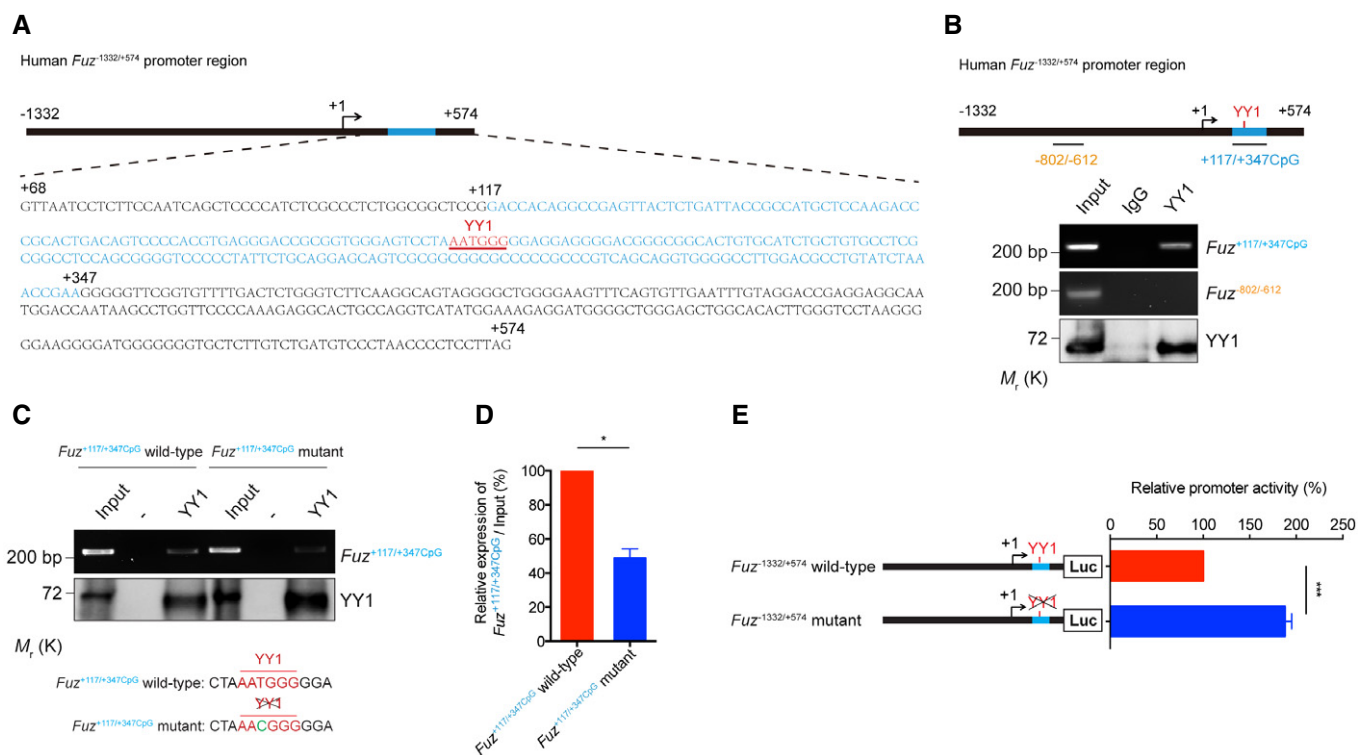 A
Human Fuz-1332/+574 promoter region
-1332
+1
+574
+68
+117
GTTAATCCTCTTCCAATCAGCTCCCCATCTCGCCCTCTGGCGGCTCCGGACCACAGGCCGAGTTACTCTGATTACCGCCATGCTCCAAGACC
YY1
CGCACTGACAGTCCCCACGTGAGGGACCGCGGTGGGAGTCCTAAATGGGGGAGGAGGGGACGGGCGGCACTGTGCATCTGCTGTGCCTCG
CGGCCTCCAGCGGGGTCCCCCTATTCTGCAGGAGCAGTCGCGGCGGCGCCCCCGCCCGTCAGCAGGTGGGGCCTTGGACGCCTGTATCTAA
+347
ACCGAAGGGGGTTCGGTGTTTTGACTCTGGGTCTTCAAGGCAGTAGGGGCTGGGGAAGTTTCAGTGTTGAATTTGTAGGACCGAGGAGGCAA
TGGACCAATAAGCCTGGTTCCCCAAAGAGGCACTGCCAGGTCATATGGAAAGAGGATGGGGCTGGGAGCTGGCACACTTGGGTCCTAAGGG
+574
GGAAGGGGATGGGGGGGTGCTCTTGTCTGATGTCCCTAACCCCTCCTTAG
B
Human Fuz-1332/+574 promoter region
-1332
+1
YY1
+574
-802/-612
+117/+347CpG
Input
IgG
YY1
200 bp
Fuz+117/+347CpG
200 bp
Fuz-802/-612
72
YY1
Mr (K)
C
Fuz+117/+347CpG wild-type
Fuz+117/+347CpG mutant
Input
-
YY1
Input
-
YY1
200 bp
Fuz+117/+347CpG
72
YY1
Mr (K)
YY1
Fuz+117/+347CpG wild-type: CTAAATGGGGGA
YY1
Fuz+117/+347CpG mutant: CTAAACGGGGGA
D
*
Relative expression of
Fuz+117/+347CpG / Input (%)
100
80
60
40
20
0
Fuz+117/+347CpG wild-type
Fuz+117/+347CpG mutant
E
Relative promoter activity (%)
0 50 100 150 200 250
Fuz-1332/+574 wild-type
+1
YY1
Luc
Fuz-1332/+574 mutant
+1
YY1
Luc
***